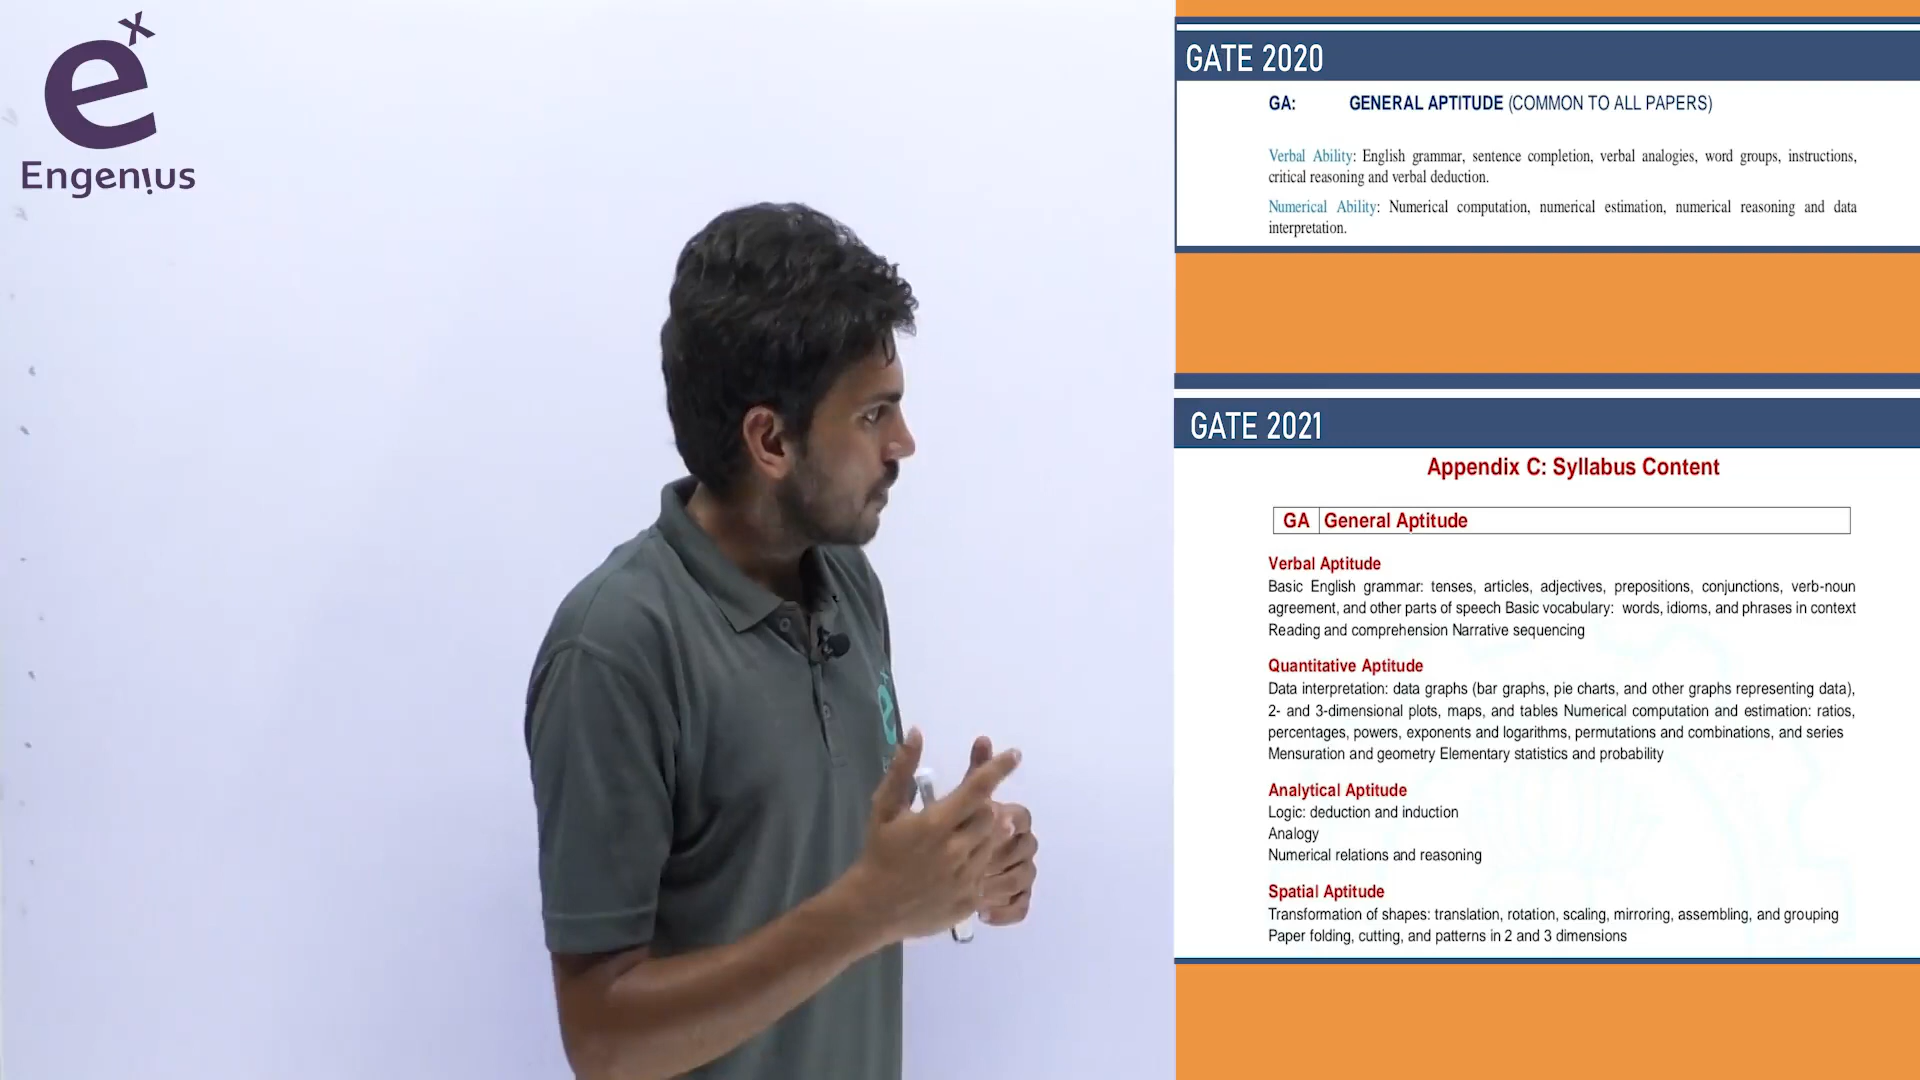 ex
Engenius
GATE 2020
GA: GENERAL APTITUDE (COMMON TO ALL PAPERS)
Verbal Ability: English grammar, sentence completion, verbal analogies, word groups, instructions,
critical reasoning and verbal deduction.
Numerical Ability: Numerical computation, numerical estimation, numerical reasoning and data
interpretation.
GATE 2021
Appendix C: Syllabus Content
GA General Aptitude
Verbal Aptitude
Basic English grammar: tenses, articles, adjectives, prepositions, conjunctions, verb-noun
agreement, and other parts of speech Basic vocabulary: words, idioms, and phrases in context
Reading and comprehension Narrative sequencing
Quantitative Aptitude
Data interpretation: data graphs (bar graphs, pie charts, and other graphs representing data),
2- and 3-dimensional plots, maps, and tables Numerical computation and estimation: ratios,
percentages, powers, exponents and logarithms, permutations and combinations, and series
Mensuration and geometry Elementary statistics and probability
Analytical Aptitude
Logic: deduction and induction
Analogy
Numerical relations and reasoning
Spatial Aptitude
Transformation of shapes: translation, rotation, scaling, mirroring, assembling, and grouping
Paper folding, cutting, and patterns in 2 and 3 dimensions